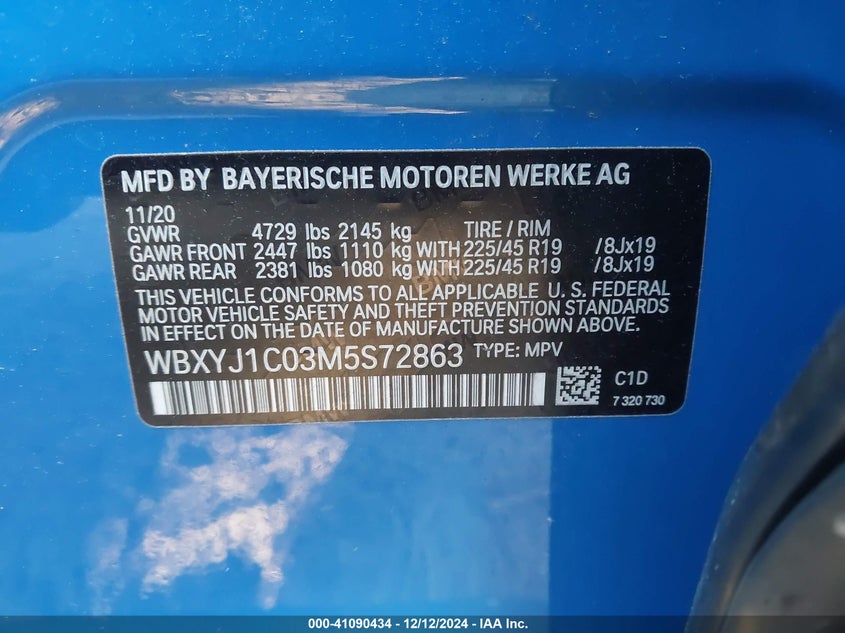 MFD BY BAYERISCHE MOTOREN WERKE AG
11/20
GVWR 4729 lbs 2145 kg TIRE / RIM
GAWR FRONT 2447 lbs 1110 kg WITH 225/45 R19 /8Jx19
GAWR REAR 2381 lbs 1080 kg WITH 225/45 R19 /8Jx19
THIS VEHICLE CONFORMS TO ALL APPLICABLE U. S. FEDERAL
MOTOR VEHICLE SAFETY AND THEFT PREVENTION STANDARDS
IN EFFECT ON THE DATE OF MANUFACTURE SHOWN ABOVE.
WBXYJ1C03M5S72863 TYPE: MPV
C1D
7 320 730
000-41090434 - 12/12/2024 - IAA Inc.